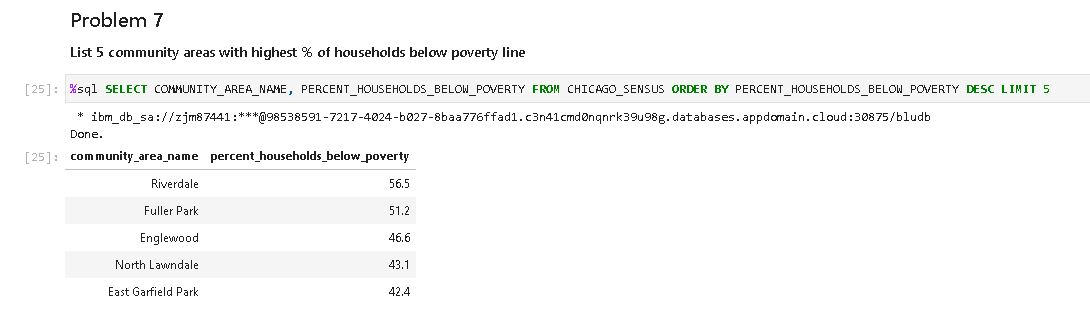 Problem 7
List 5 community areas with highest % of households below poverty line
[25]: %sql SELECT COMMUNITY_AREA_NAME, PERCENT_HOUSEHOLDS_BELOW_POVERTY FROM CHICAGO_SENSUS ORDER BY PERCENT_HOUSEHOLDS_BELOW_POVERTY DESC LIMIT 5
* ibm_db_sa://zjm87441:***@98538591-7217-4024-b027-8baa776ffad1.c3n41cmd0nqnrk39u98g.databases.appdomain.cloud:30875/bludb
Done.
[25]: community_area_name percent_households_below_poverty
Riverdale 56.5
Fuller Park 51.2
Englewood 46.6
North Lawndale 43.1
East Garfield Park 42.4